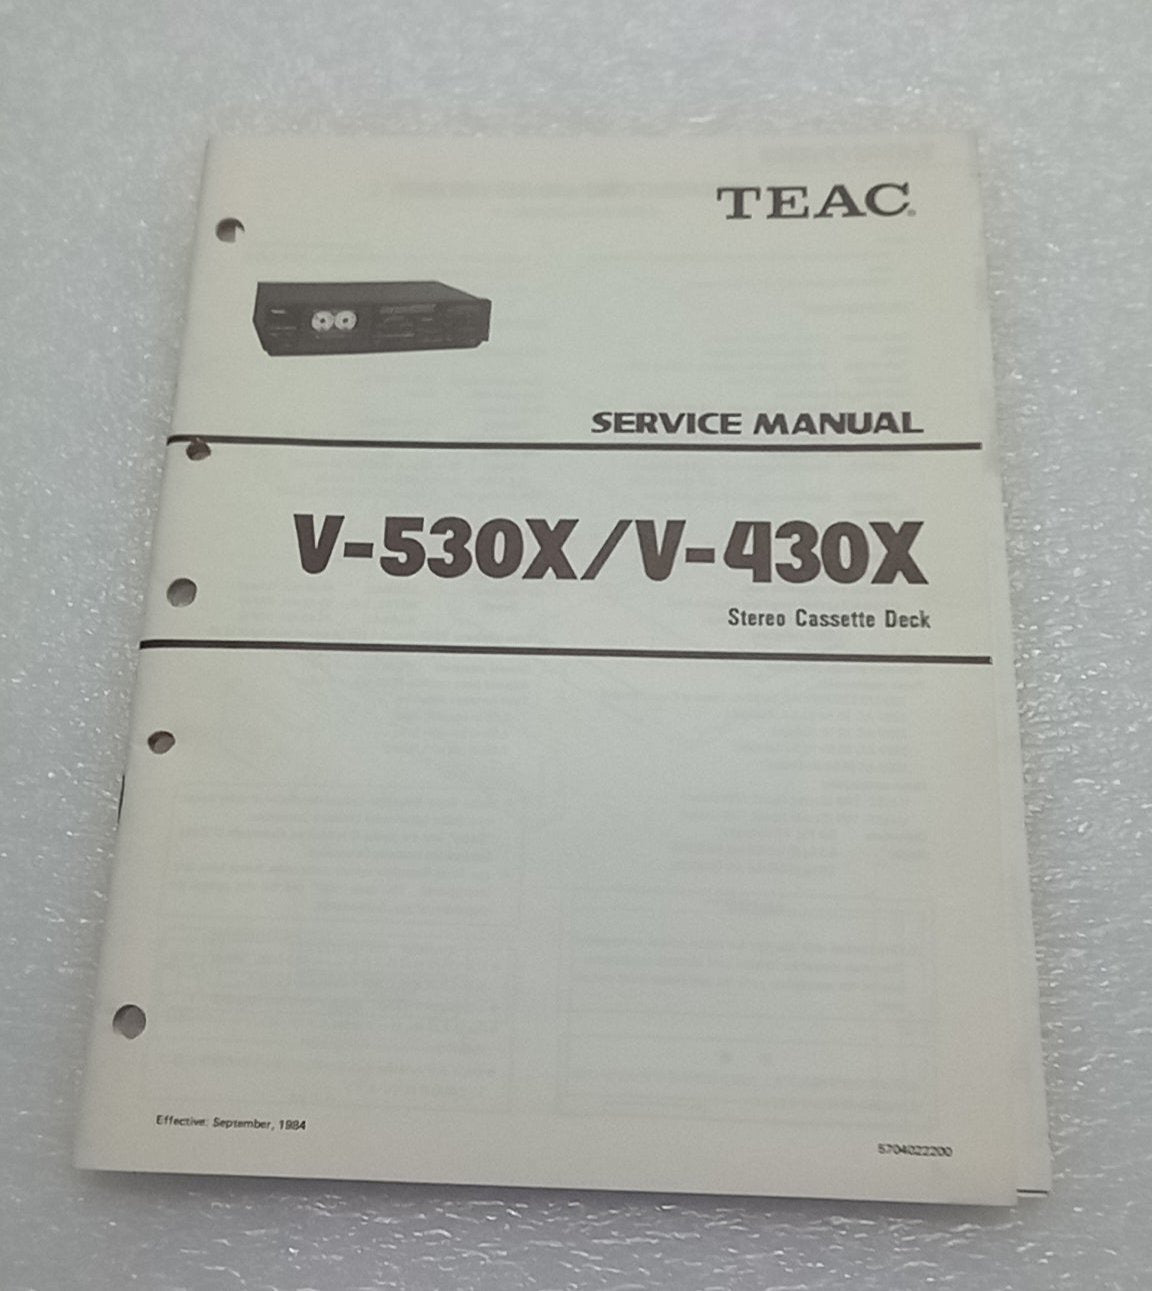 TEAC
SERVICE MANUAL
V-530X/V-430X
Stereo Cassette Deck
Effective: September, 1984
5704022200